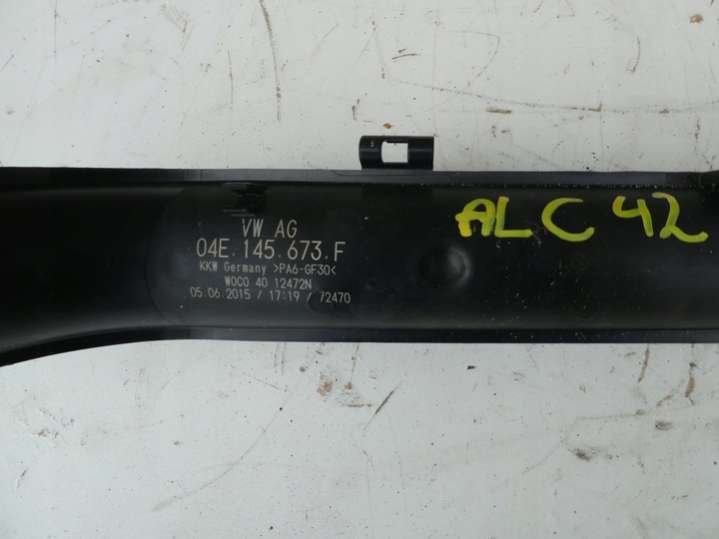 VW AG
04E.145.673.F
KKW Germany >PA6-GF30<
WOCO 40 12472N
05.06.2015 / 17:19 / 72470
ALC 42